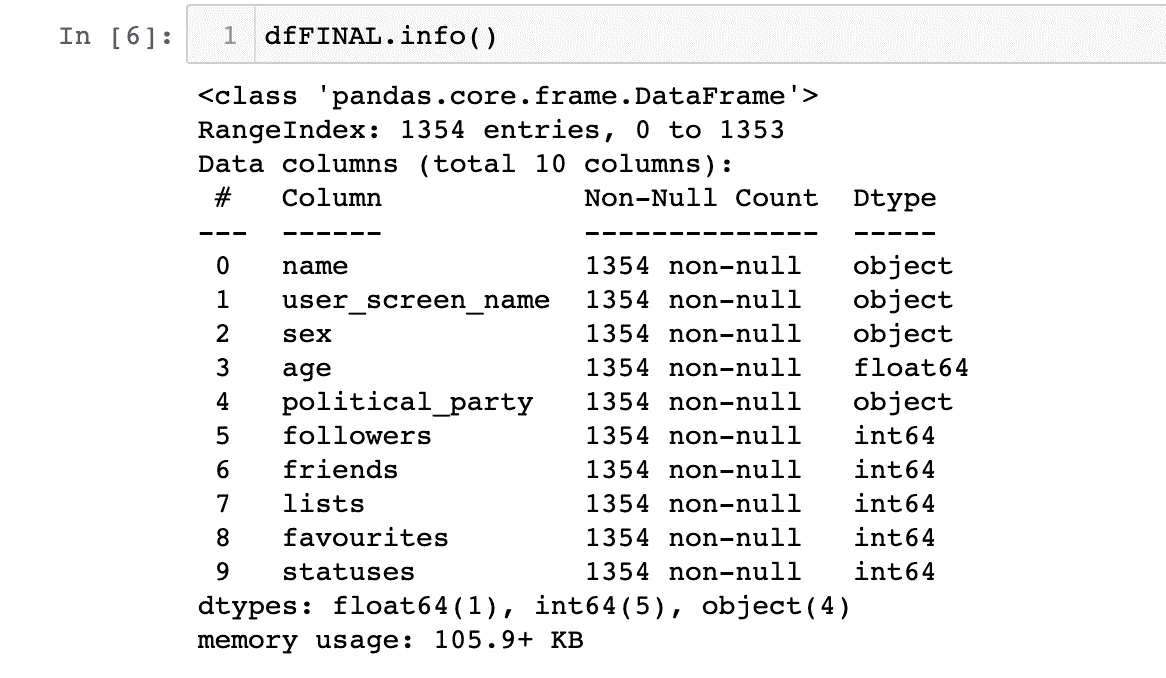 In [6]: 1 dfFINAL.info()
<class 'pandas.core.frame.DataFrame'>
RangeIndex: 1354 entries, 0 to 1353
Data columns (total 10 columns):
 #   Column            Non-Null Count  Dtype
---  ------            --------------  -----
 0   name              1354 non-null   object
 1   user_screen_name  1354 non-null   object
 2   sex               1354 non-null   object
 3   age               1354 non-null   float64
 4   political_party   1354 non-null   object
 5   followers         1354 non-null   int64
 6   friends           1354 non-null   int64
 7   lists             1354 non-null   int64
 8   favourites        1354 non-null   int64
 9   statuses          1354 non-null   int64
dtypes: float64(1), int64(5), object(4)
memory usage: 105.9+ KB